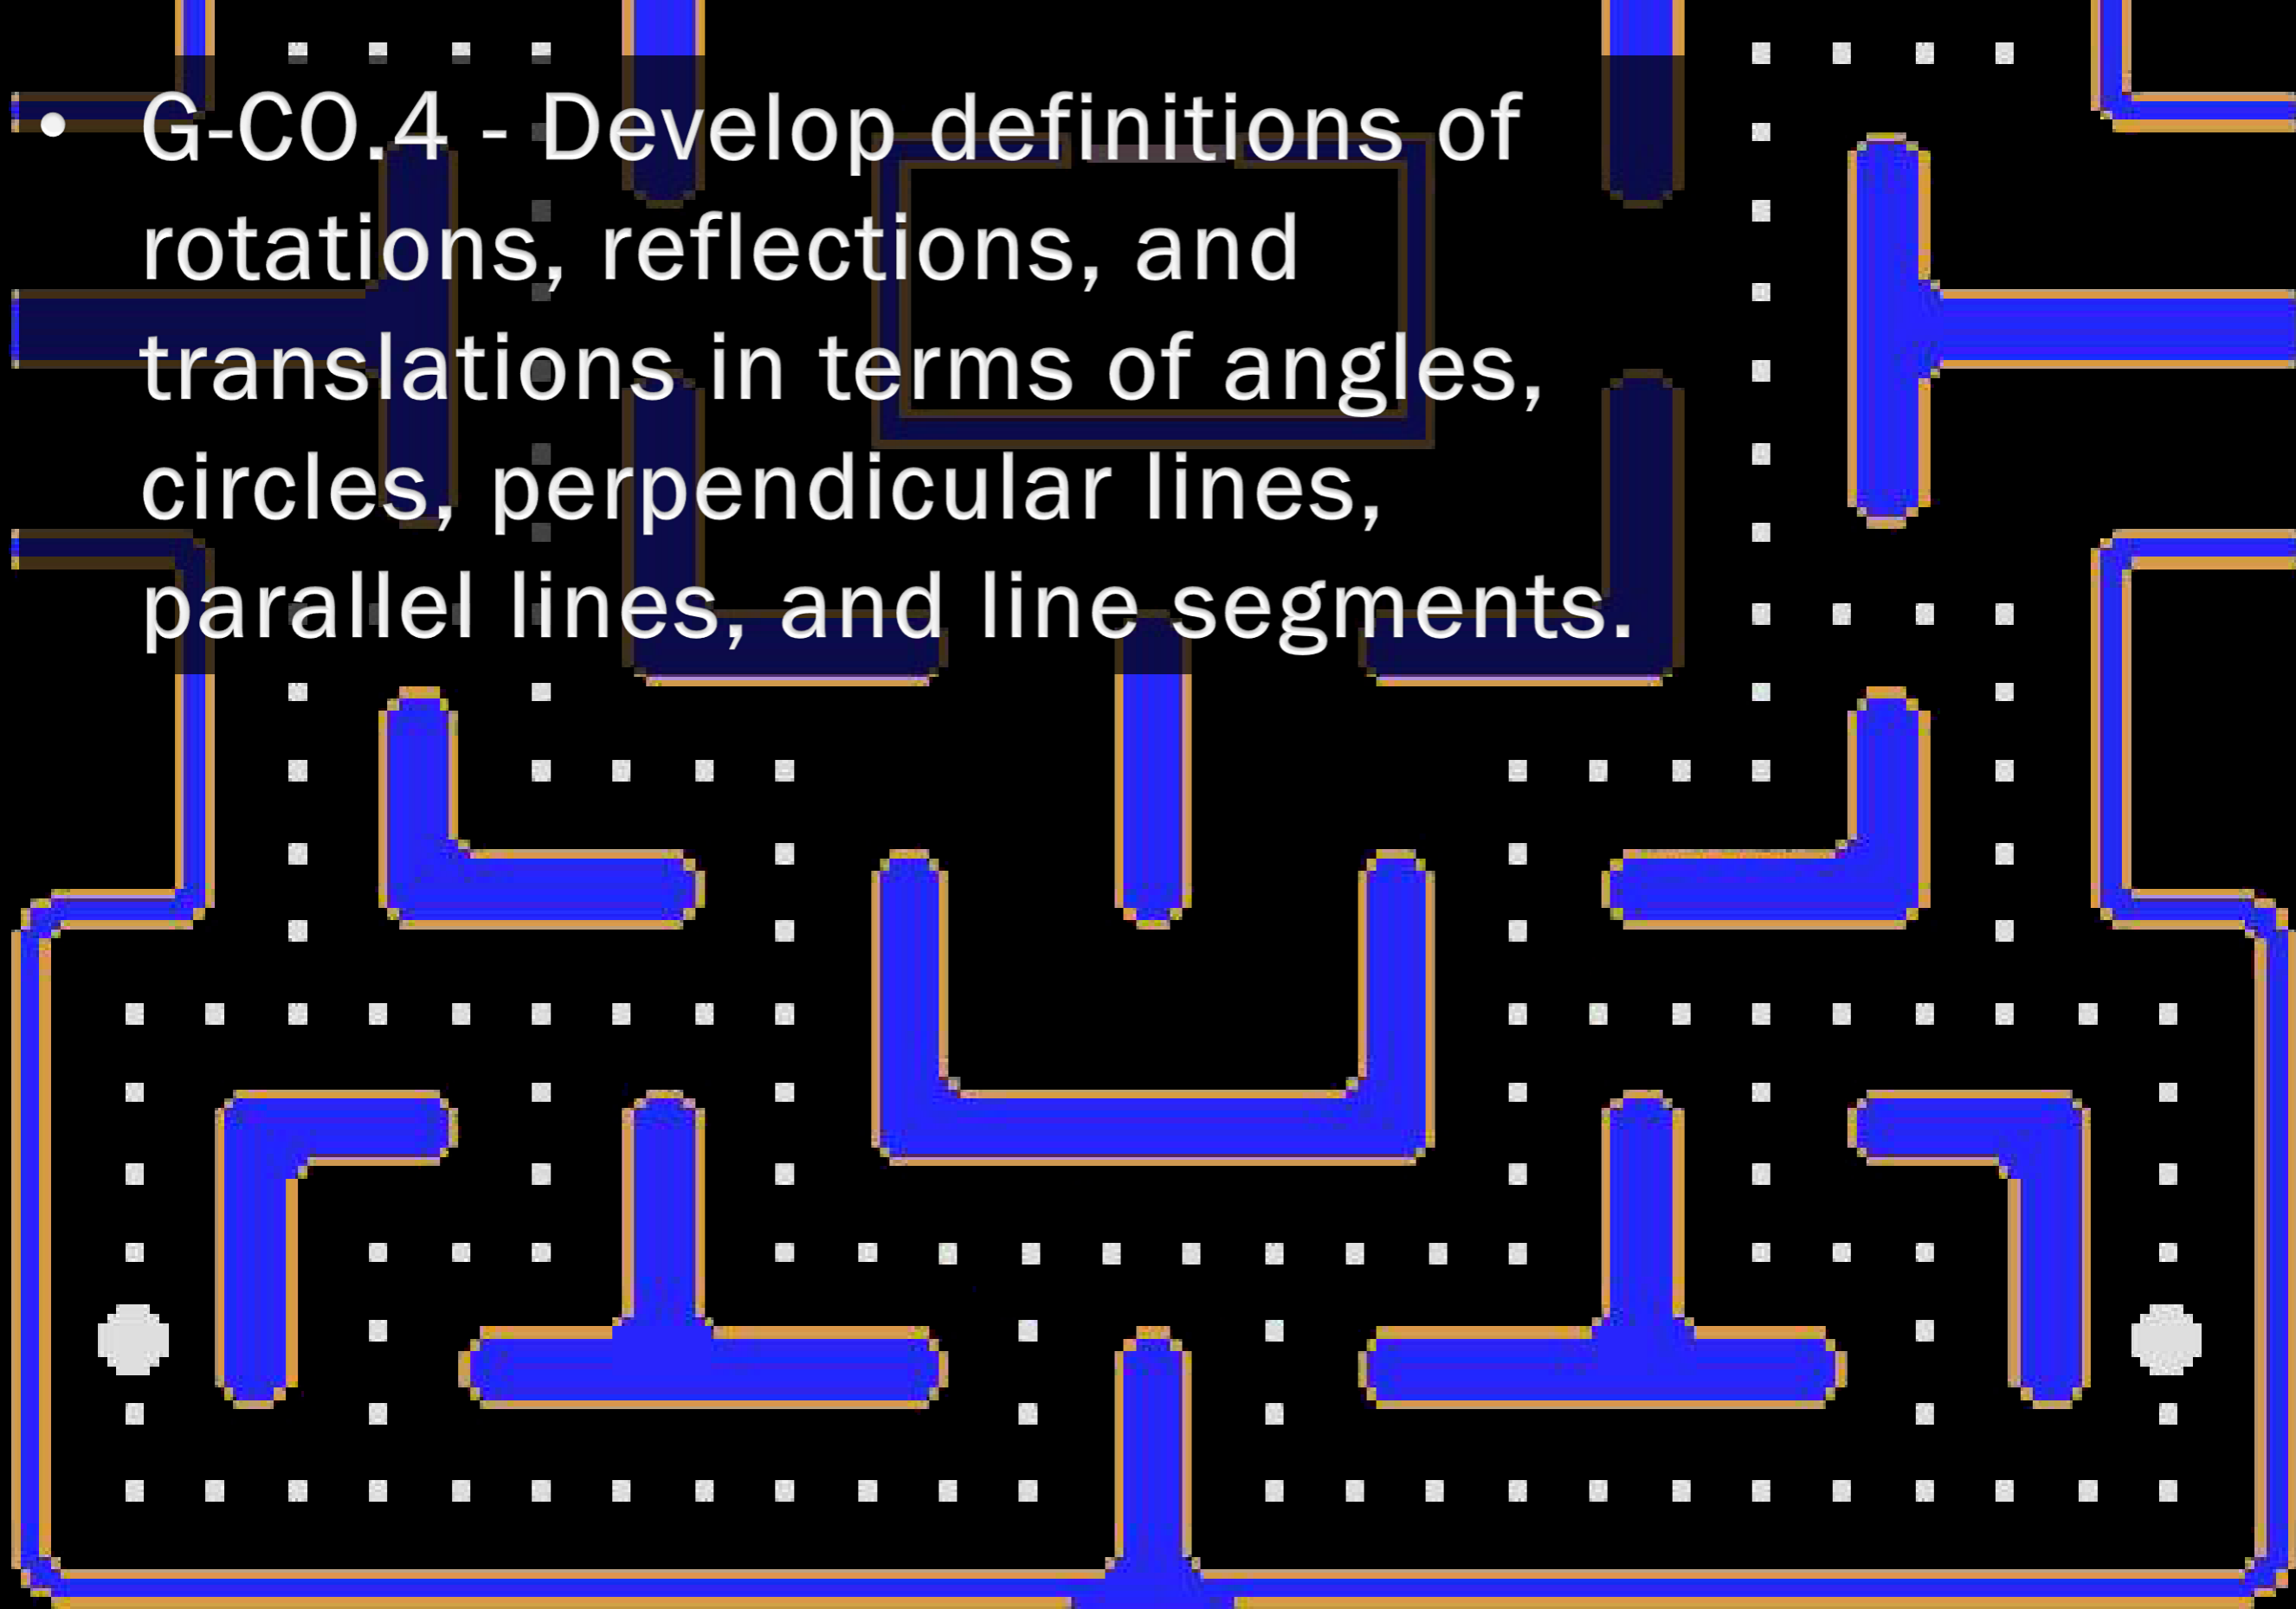 • G-CO.4 - Develop definitions of
rotations, reflections, and
translations in terms of angles,
circles, perpendicular lines,
parallel lines, and line segments.